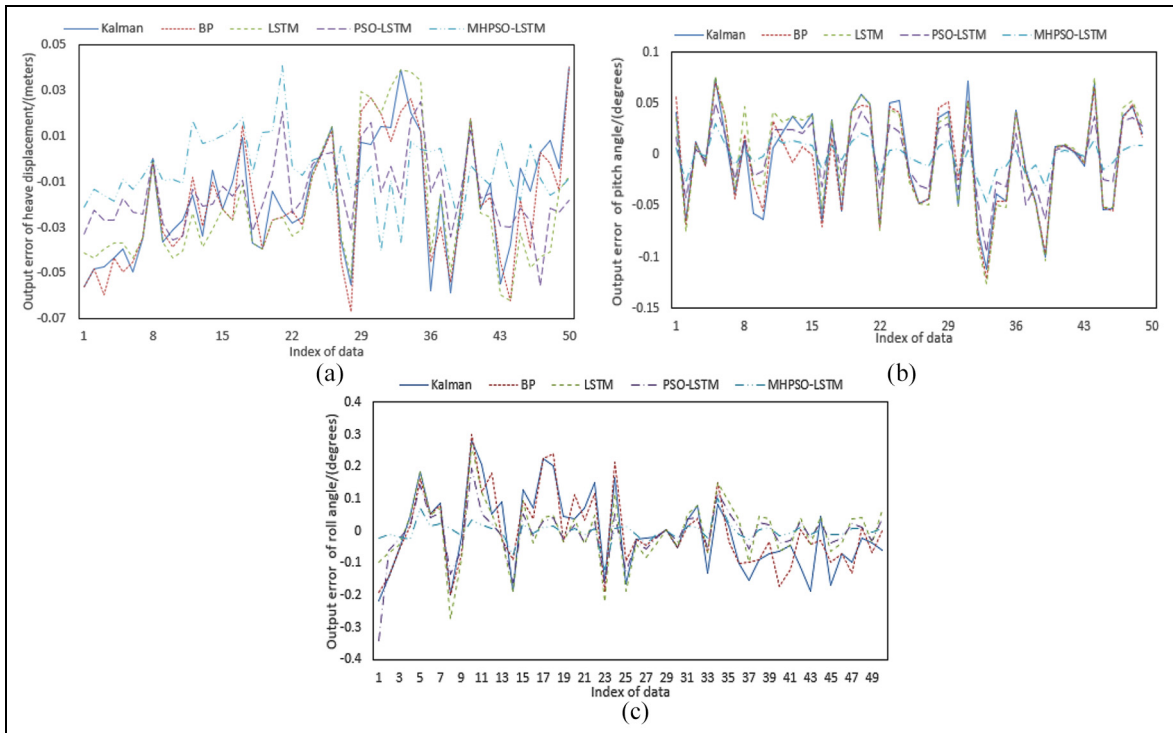 Kalman BP LSTM PSO-LSTM MHPSO-LSTM
Output error of heave displacement/(meters)
0.05
0.03
0.01
-0.01
-0.03
-0.05
-0.07
1 8 15 22 29 36 43 50
Index of data
(a)
Kalman BP LSTM PSO-LSTM MHPSO-LSTM
Output error of pitch angle/(degrees)
0.1
0.05
0
-0.05
-0.1
-0.15
1 8 15 22 29 36 43 50
Index of data
(b)
Kalman BP LSTM PSO-LSTM MHPSO-LSTM
Output error of roll angle/(degrees)
0.4
0.3
0.2
0.1
0
-0.1
-0.2
-0.3
-0.4
1 3 5 7 9 11 13 15 17 19 21 23 25 27 29 31 33 35 37 39 41 43 45 47 49
Index of data
(c)